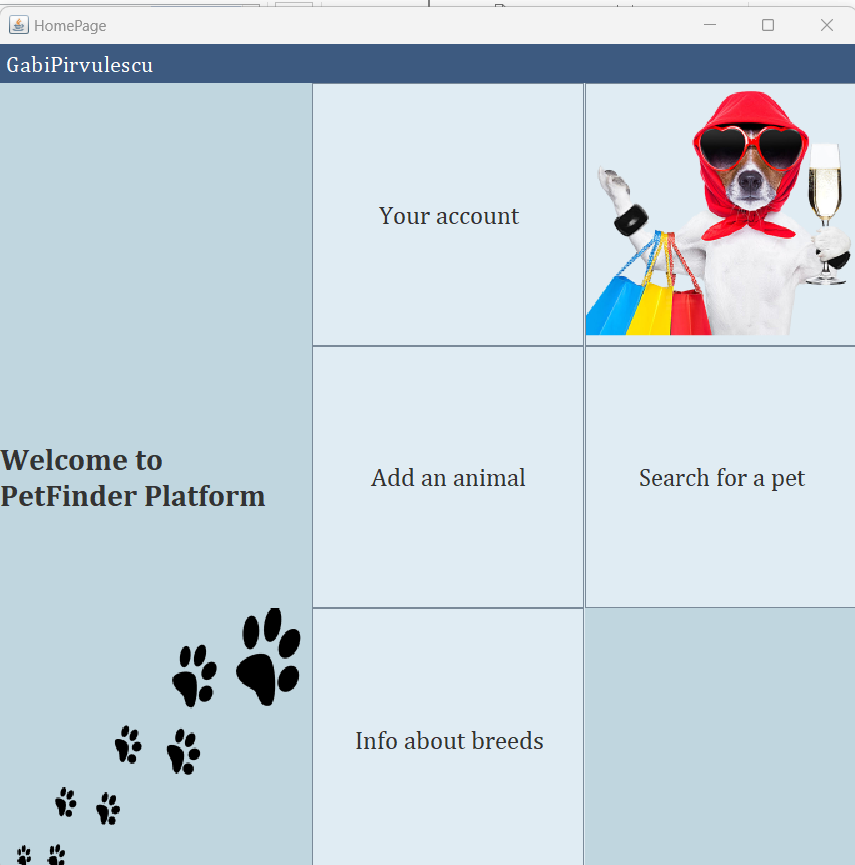 HomePage
GabiPirvulescu
Your account
Welcome to
PetFinder Platform
Add an animal
Search for a pet
Info about breeds